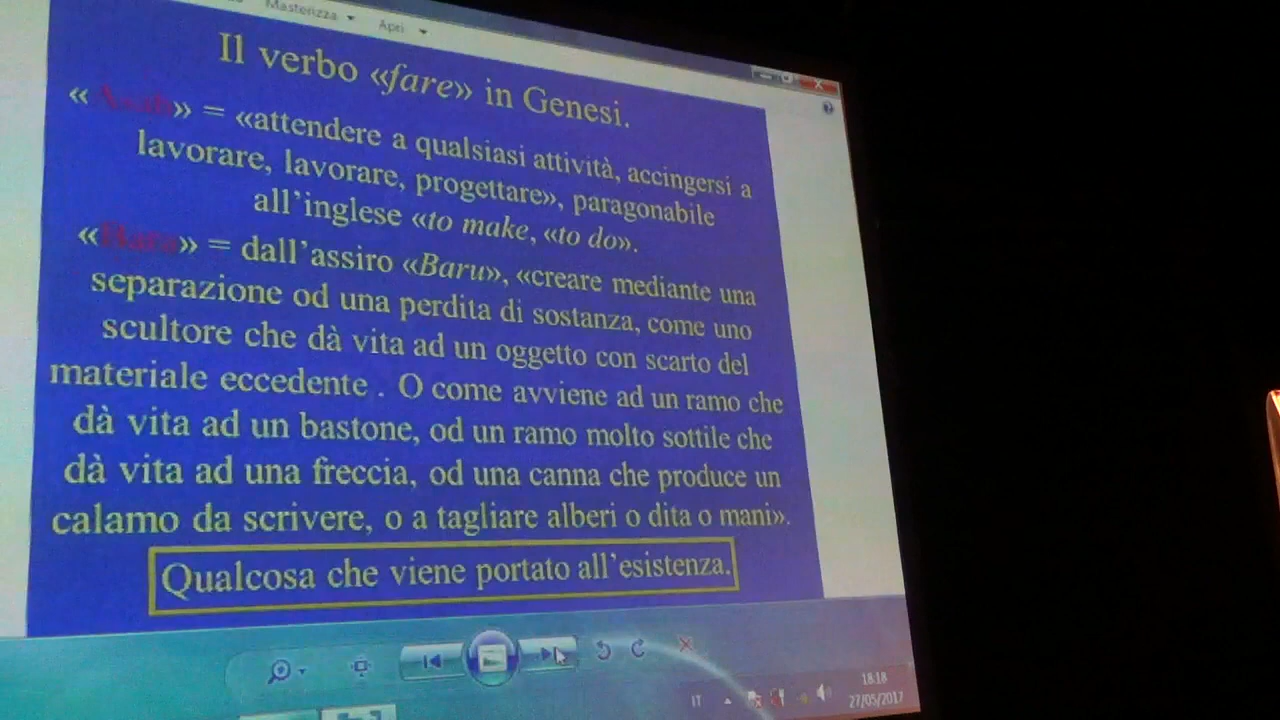 Masterizza
Apri
Il verbo «fare» in Genesi.
«Asah» = «attendere a qualsiasi attività, accingersi a
lavorare, lavorare, progettare», paragonabile
all'inglese «to make, «to do».
«Bara» = dall'assiro «Baru», «creare mediante una
separazione od una perdita di sostanza, come uno
scultore che dà vita ad un oggetto con scarto del
materiale eccedente . O come avviene ad un ramo che
dà vita ad un bastone, od un ramo molto sottile che
dà vita ad una freccia, od una canna che produce un
calamo da scrivere, o a tagliare alberi o dita o mani».
Qualcosa che viene portato all'esistenza.
IT
18:18
27/05/2017